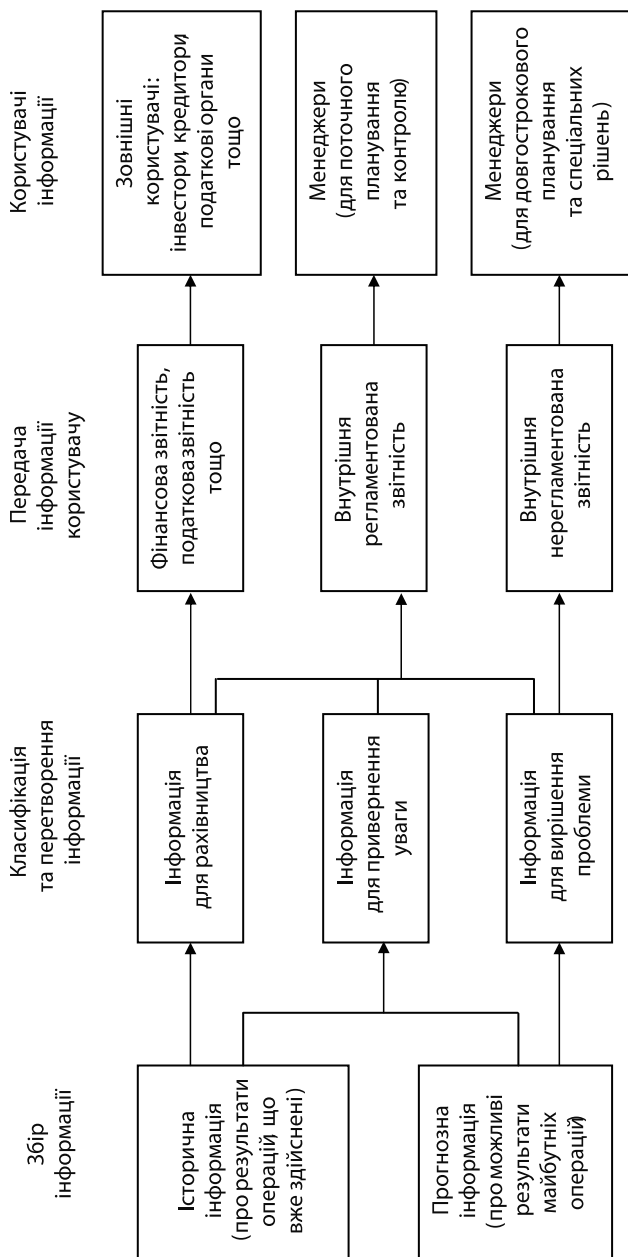 Збір
інформації
Класифікація
та перетворення
інформації
Передача
інформації
користувачу
Користувачі
інформації
Історична
інформація
(про результати
операцій що
вже здійснені)
Інформація
для рахівництва
Фінансова звітність,
податкова звітність
тощо
Зовнішні
користувачі:
інвестори, кредитори,
податкові органи
тощо
Інформація
для привернення
уваги
Внутрішня
регламентована
звітність
Менеджери
(для поточного
планування
та контролю)
Прогнозна
інформація
(про можливі
результати
майбутніх
операцій)
Інформація
для вирішення
проблеми
Внутрішня
нерегламентована
звітність
Менеджери
(для довгострокового
планування
та спеціальних
рішень)